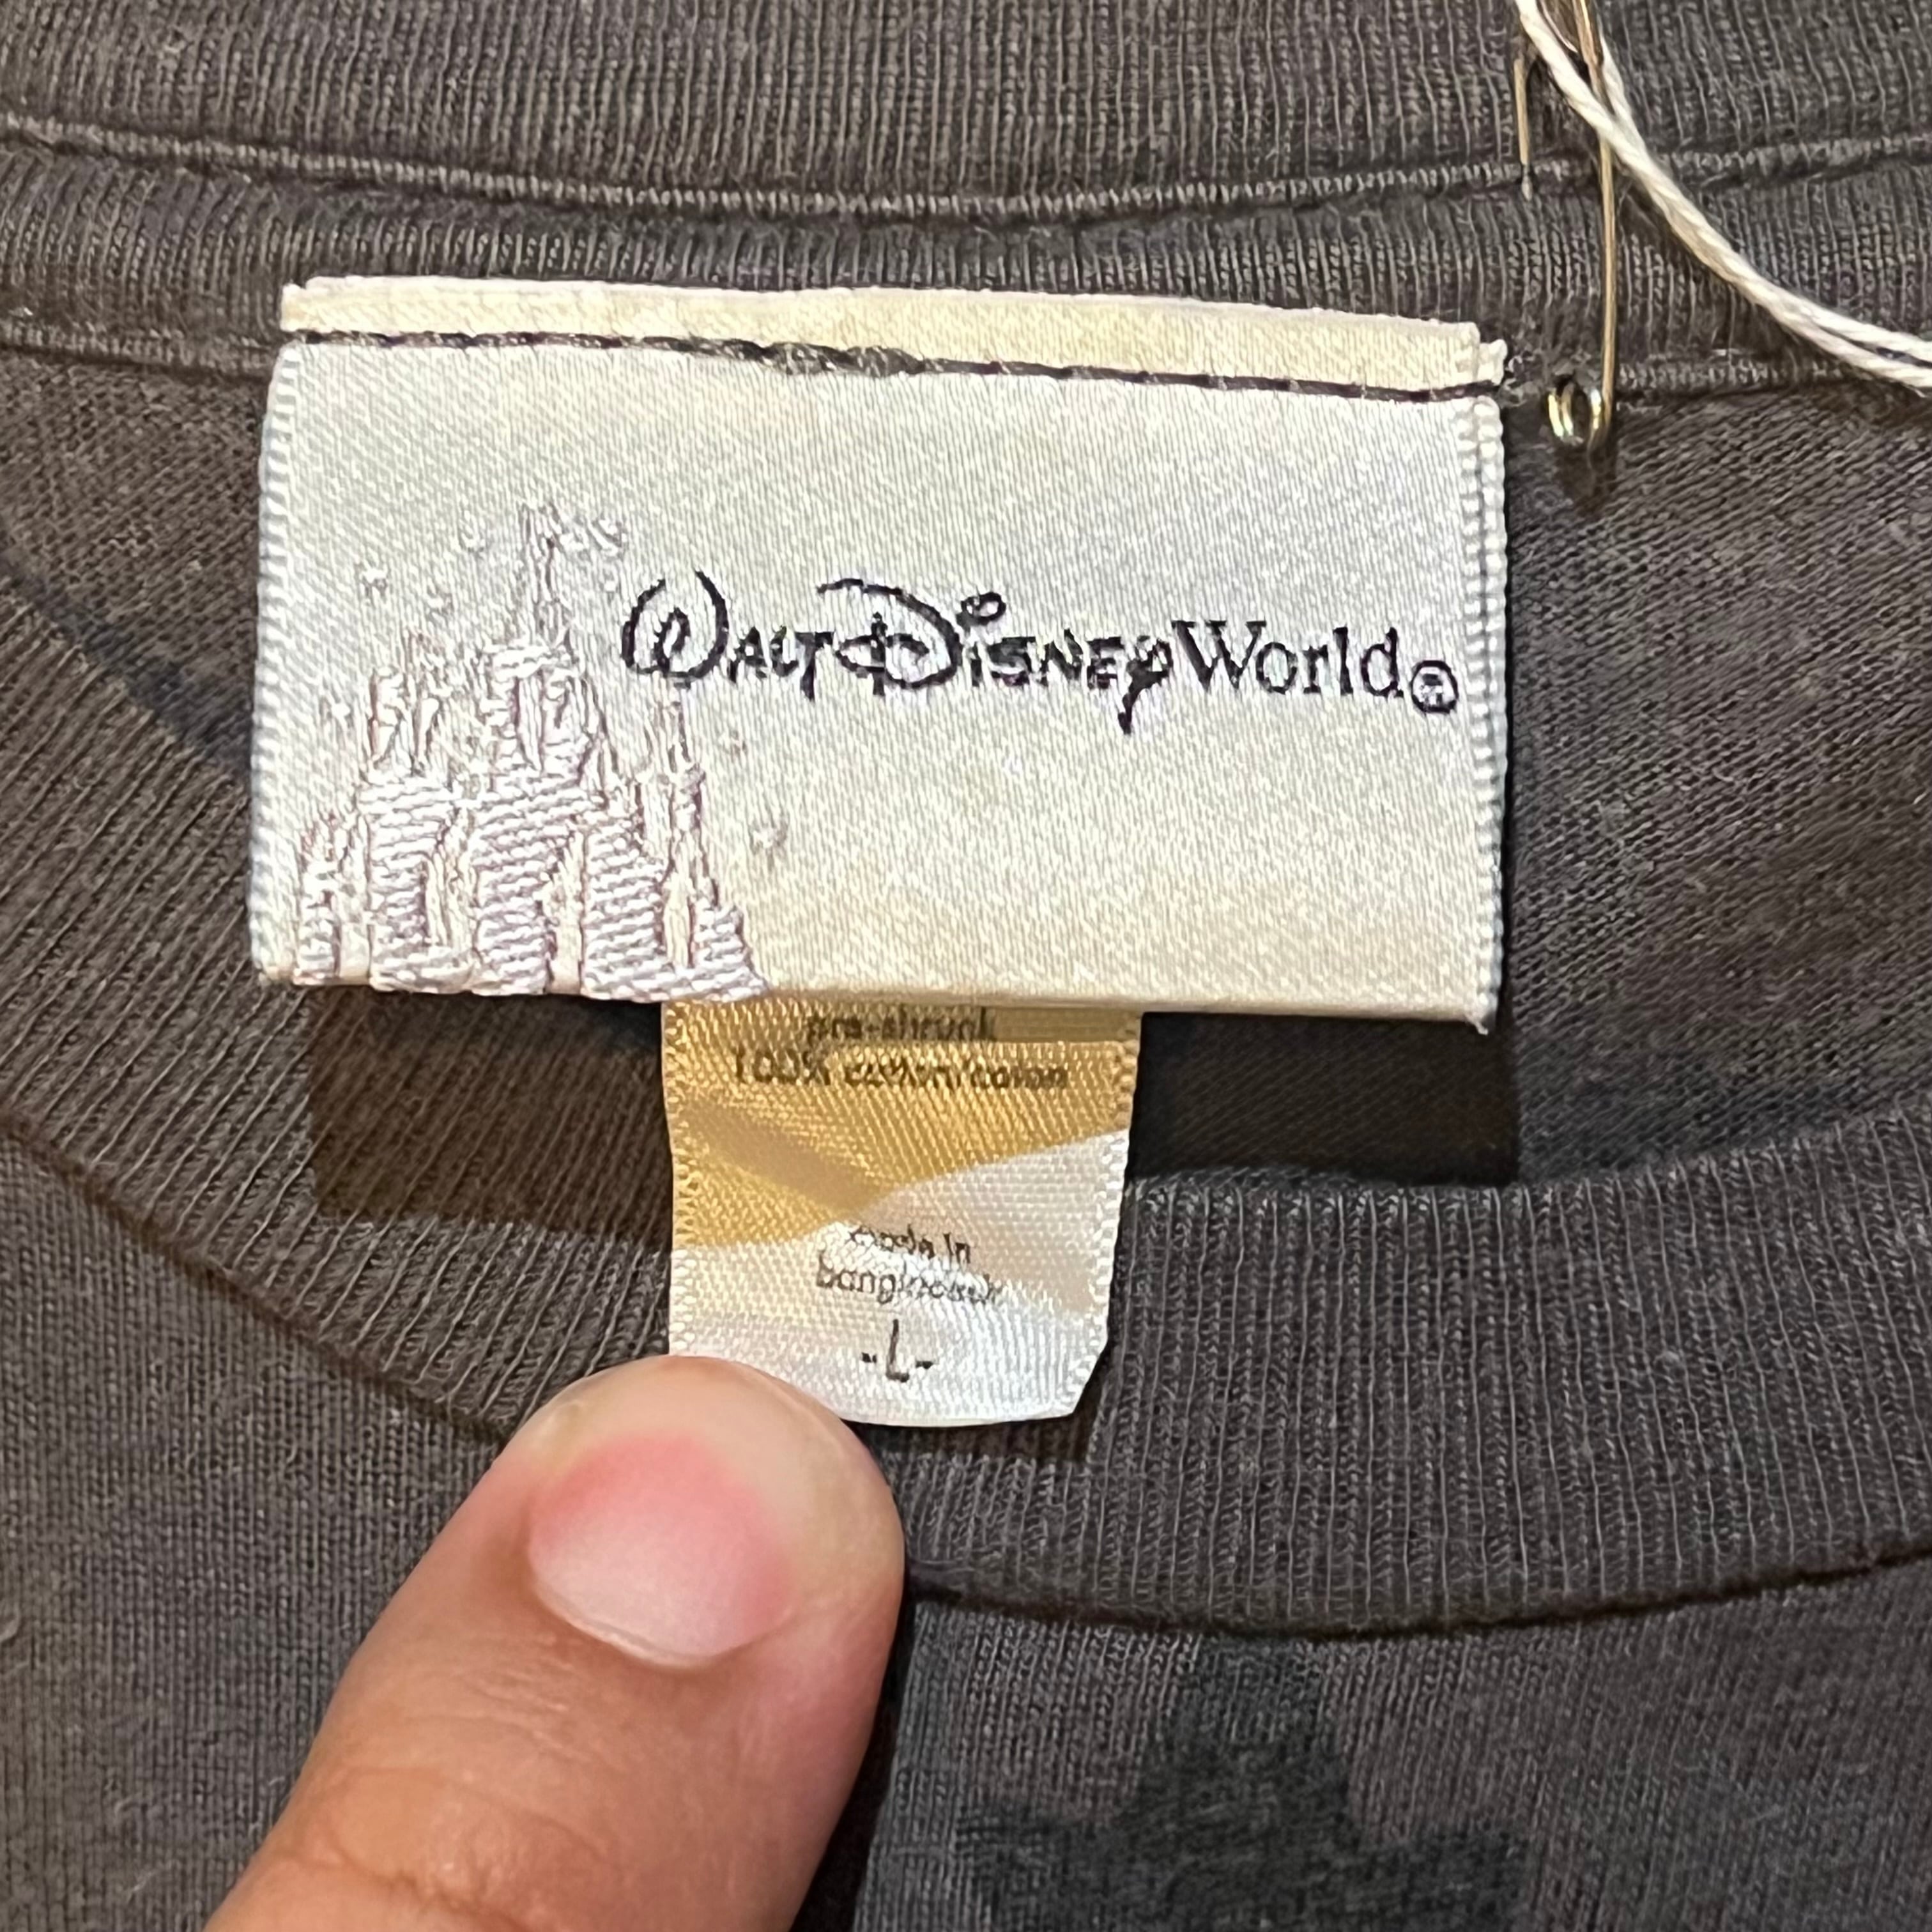 Walt Disney World®
pre-shrunk
100% cotton/coton
made in
bangladesh
-L-